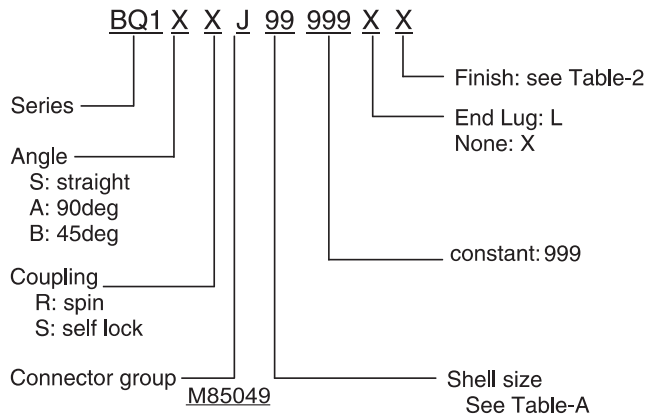 BQ1 X X J 99 999 X X
Finish: see Table-2
Series
End Lug: L
None: X
Angle
S: straight
A: 90deg
B: 45deg
constant: 999
Coupling
R: spin
S: self lock
Connector group
M85049
Shell size
See Table-A